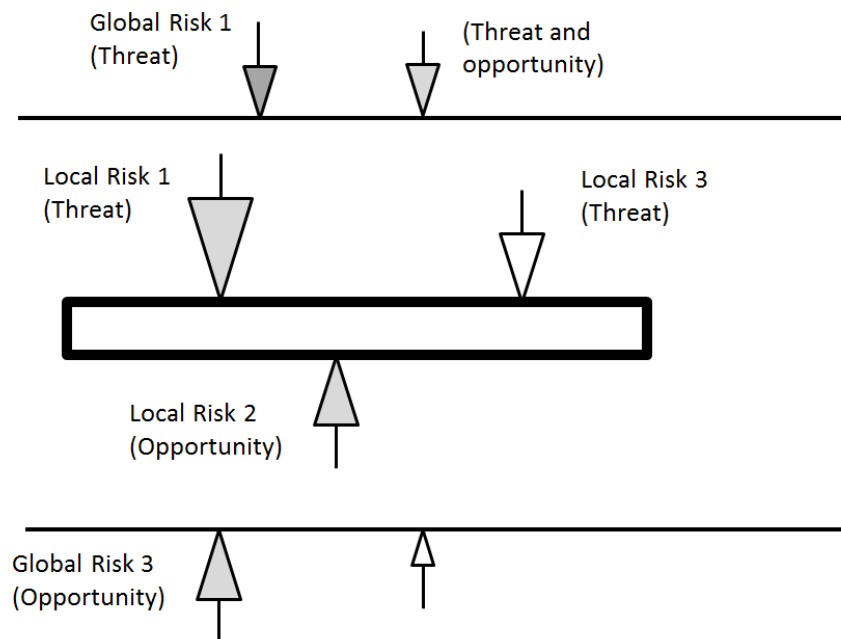 Global Risk 1
(Threat)
(Threat and
opportunity)
Local Risk 1
(Threat)
Local Risk 3
(Threat)
Local Risk 2
(Opportunity)
Global Risk 3
(Opportunity)